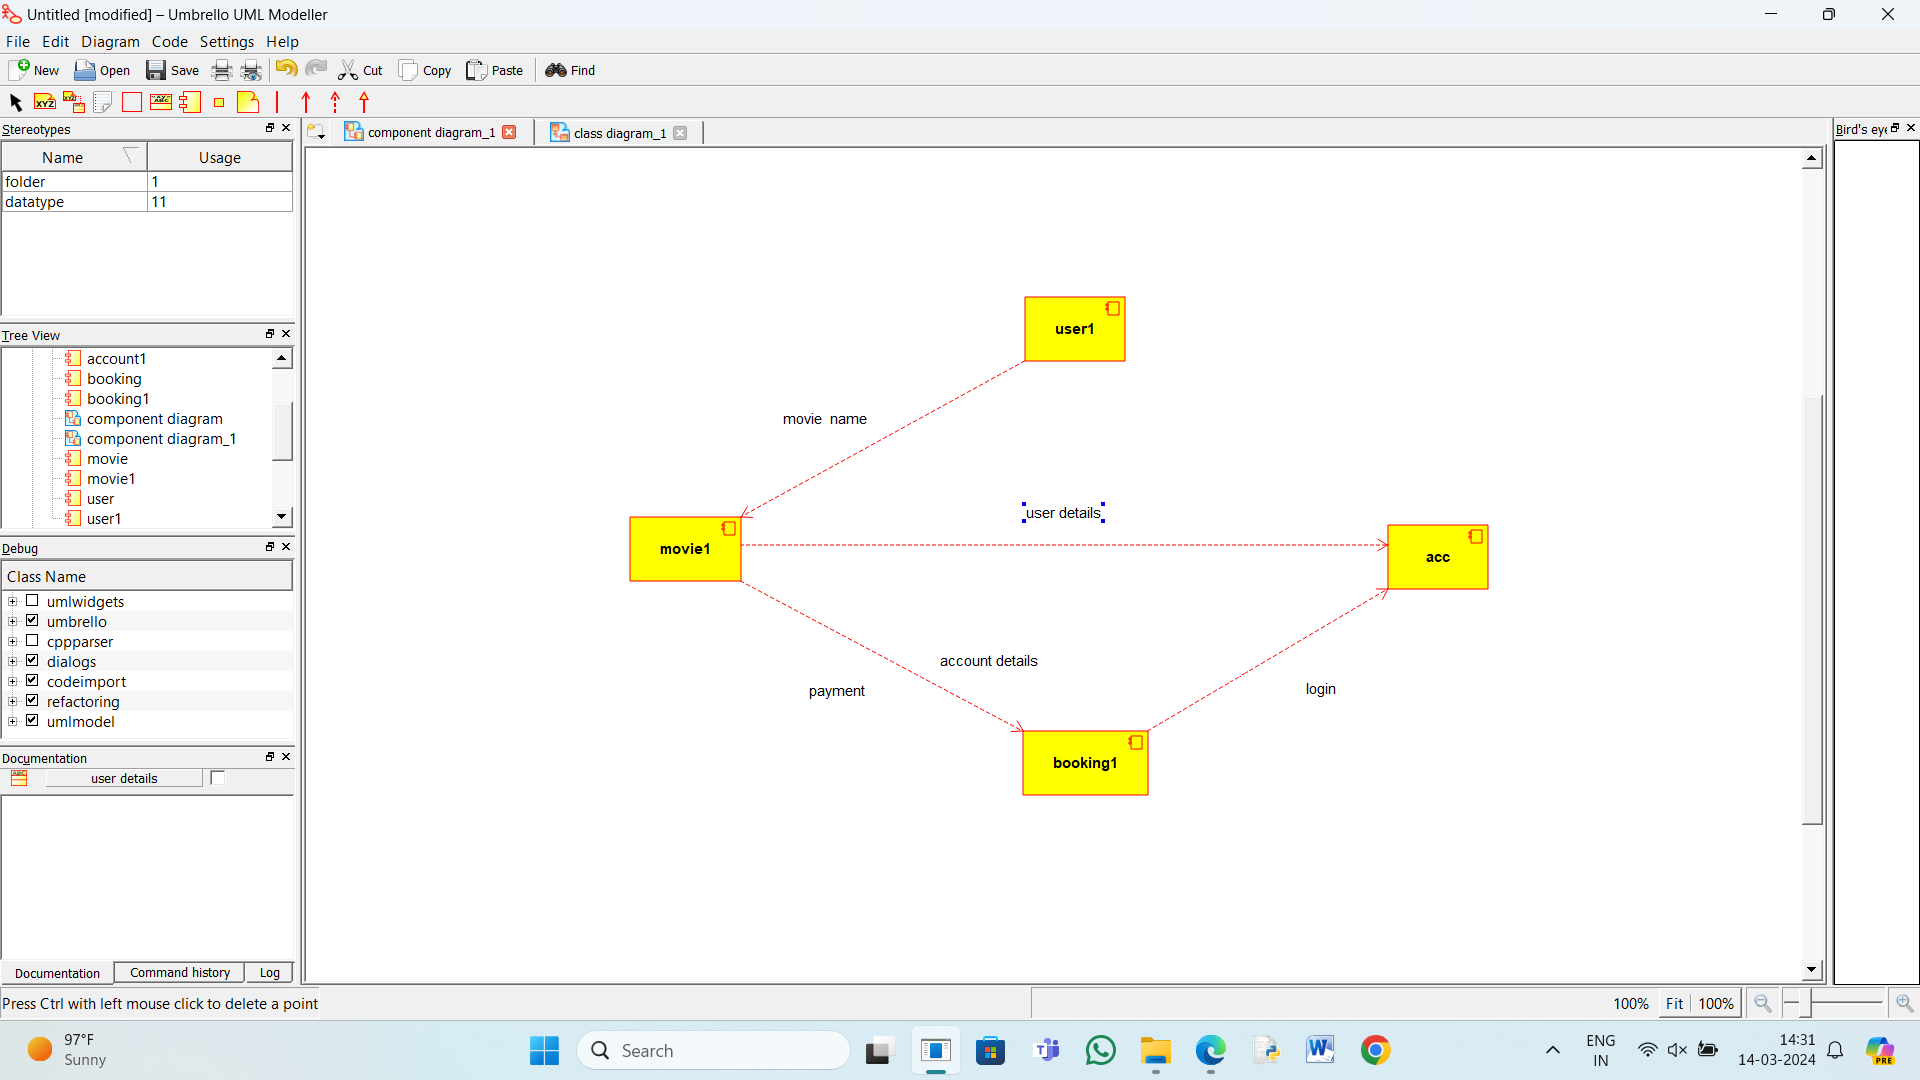 Untitled [modified] – Umbrello UML Modeller
File Edit Diagram Code Settings Help
New Open Save Cut Copy Paste Find
XYZ XYZ ABC
Stereotypes
Name Usage
folder 1
datatype 11
Tree View
account1
booking
booking1
component diagram
component diagram_1
movie
movie1
user
user1
Debug
Class Name
umlwidgets
umbrello
cppparser
dialogs
codeimport
refactoring
umlmodel
Documentation
ABC user details
Documentation Command history Log
component diagram_1 class diagram_1
Bird's eye
user1
movie name
user details
movie1
acc
account details
payment
login
booking1
Press Ctrl with left mouse click to delete a point
100% Fit 100%
97°F
Sunny
Search
ENG
IN
14:31
14-03-2024
PRE